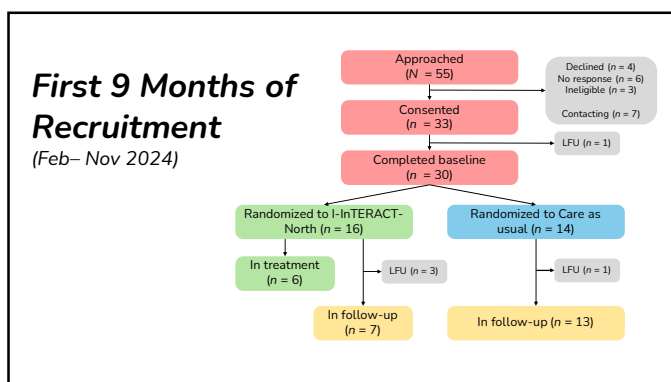 First 9 Months of
Recruitment
(Feb– Nov 2024)
Approached
(N = 55)
Declined (n = 4)
No response (n = 6)
Ineligible (n = 3)
Contacting (n = 7)
Consented
(n = 33)
LFU (n = 1)
Completed baseline
(n = 30)
Randomized to I-InTERACT-
North (n = 16)
Randomized to Care as
usual (n = 14)
In treatment
(n = 6)
LFU (n = 3)
LFU (n = 1)
In follow-up
(n = 7)
In follow-up (n = 13)